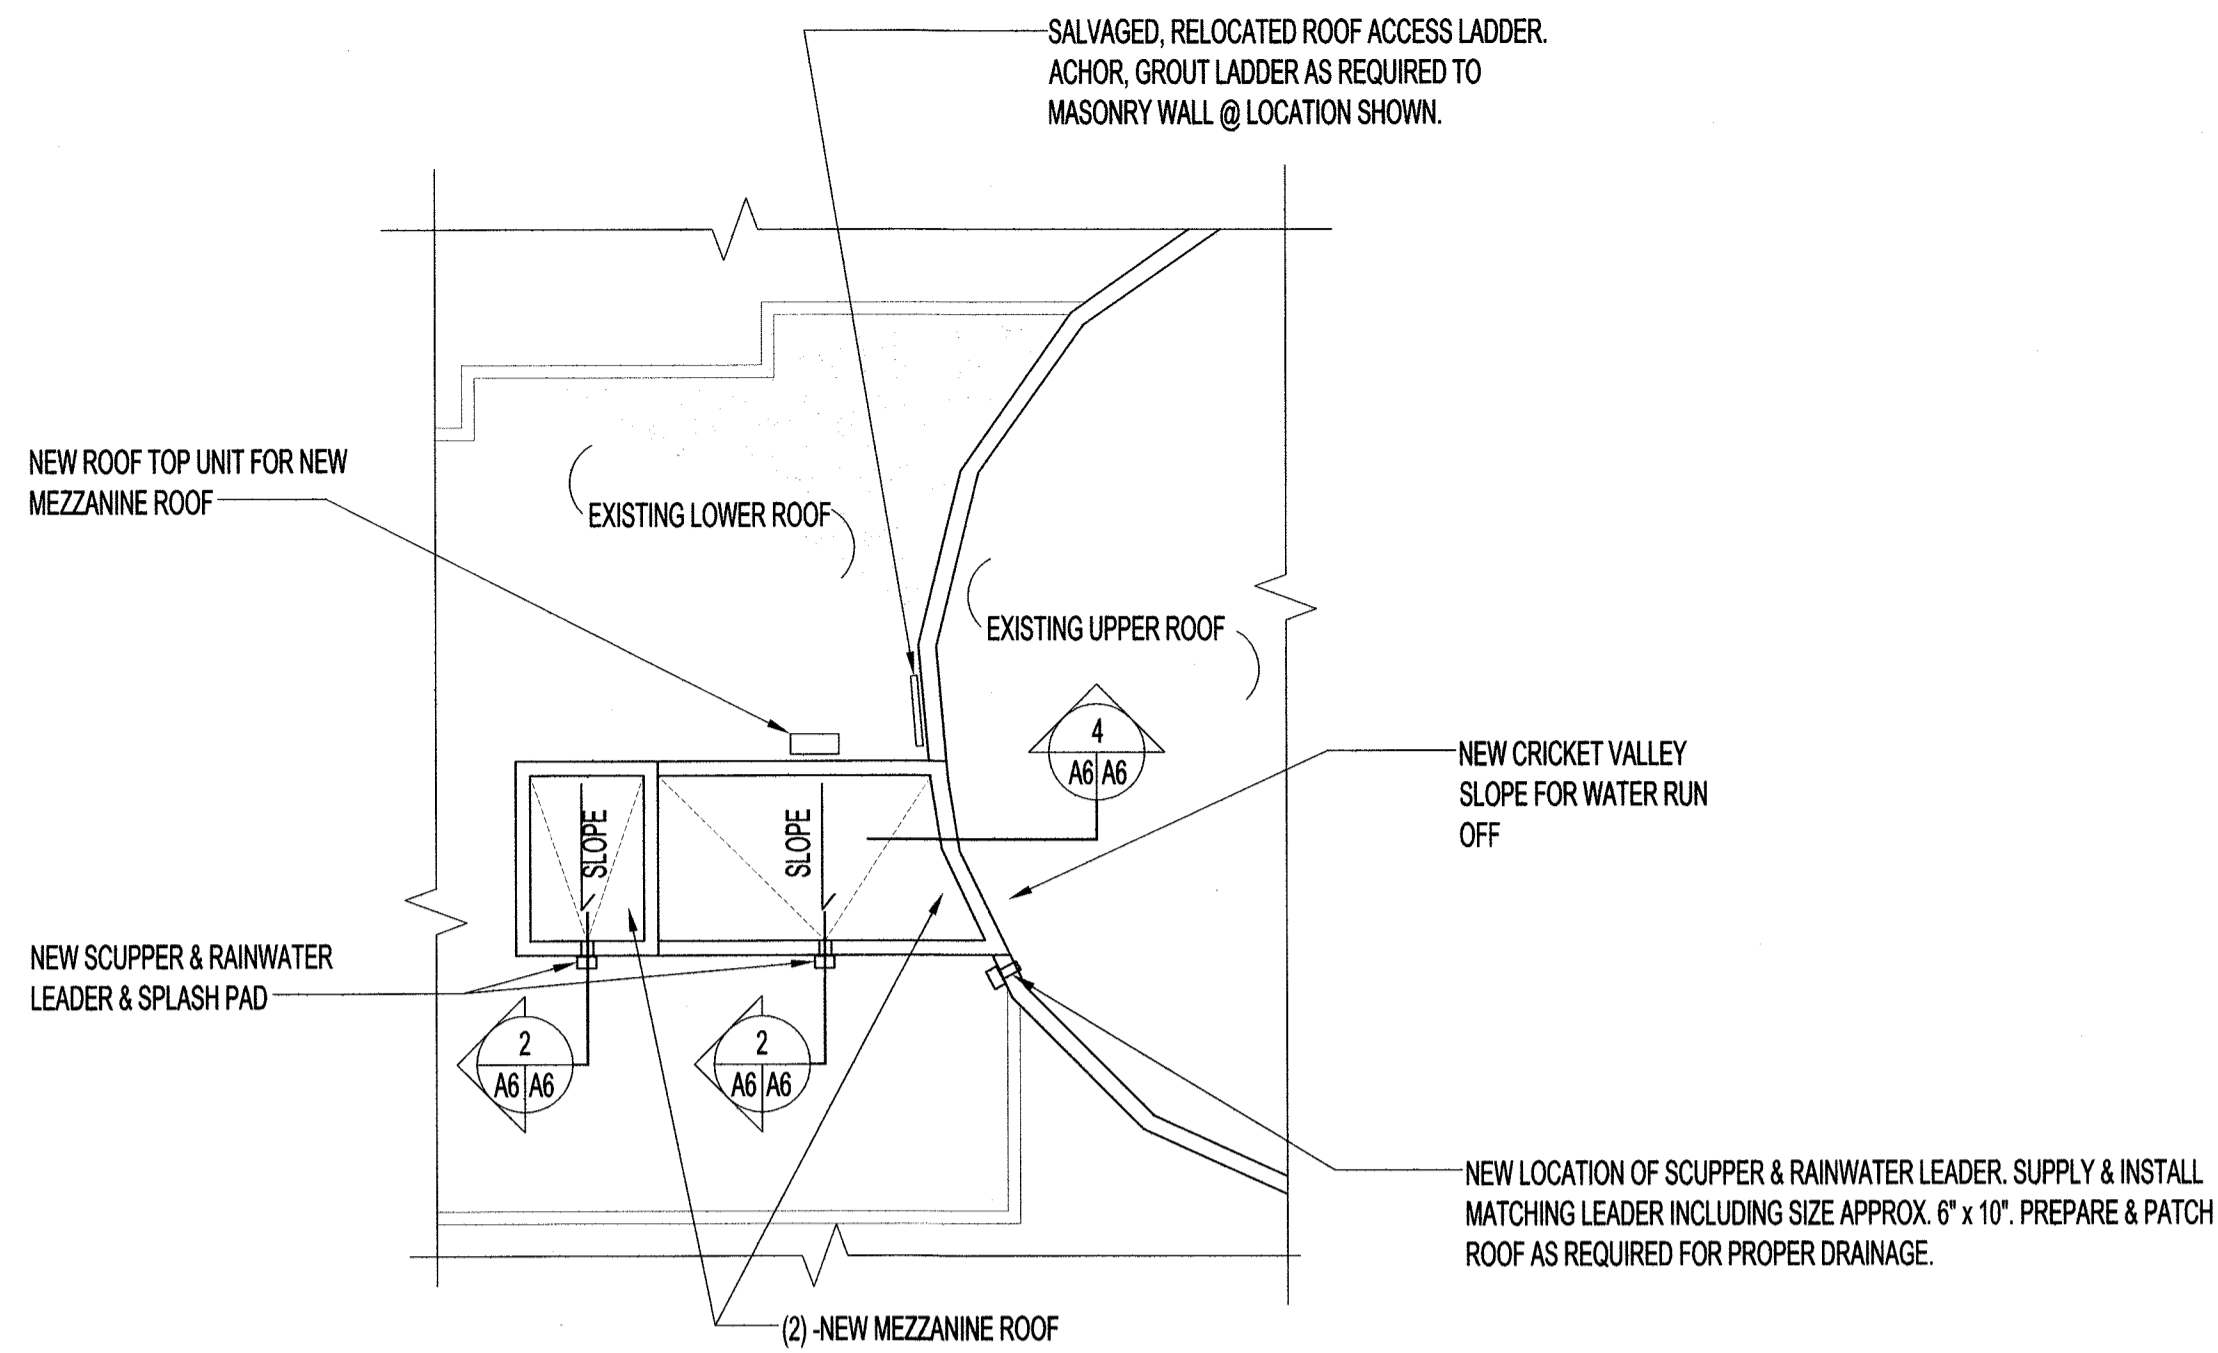 SALVAGED, RELOCATED ROOF ACCESS LADDER.
ACHOR, GROUT LADDER AS REQUIRED TO
MASONRY WALL @ LOCATION SHOWN.
NEW ROOF TOP UNIT FOR NEW
MEZZANINE ROOF
EXISTING LOWER ROOF
EXISTING UPPER ROOF
4
A6 A6
NEW CRICKET VALLEY
SLOPE FOR WATER RUN
OFF
SLOPE
SLOPE
NEW SCUPPER & RAINWATER
LEADER & SPLASH PAD
2
A6 A6
2
A6 A6
NEW LOCATION OF SCUPPER & RAINWATER LEADER. SUPPLY & INSTALL
MATCHING LEADER INCLUDING SIZE APPROX. 6" x 10". PREPARE & PATCH
ROOF AS REQUIRED FOR PROPER DRAINAGE.
(2) -NEW MEZZANINE ROOF